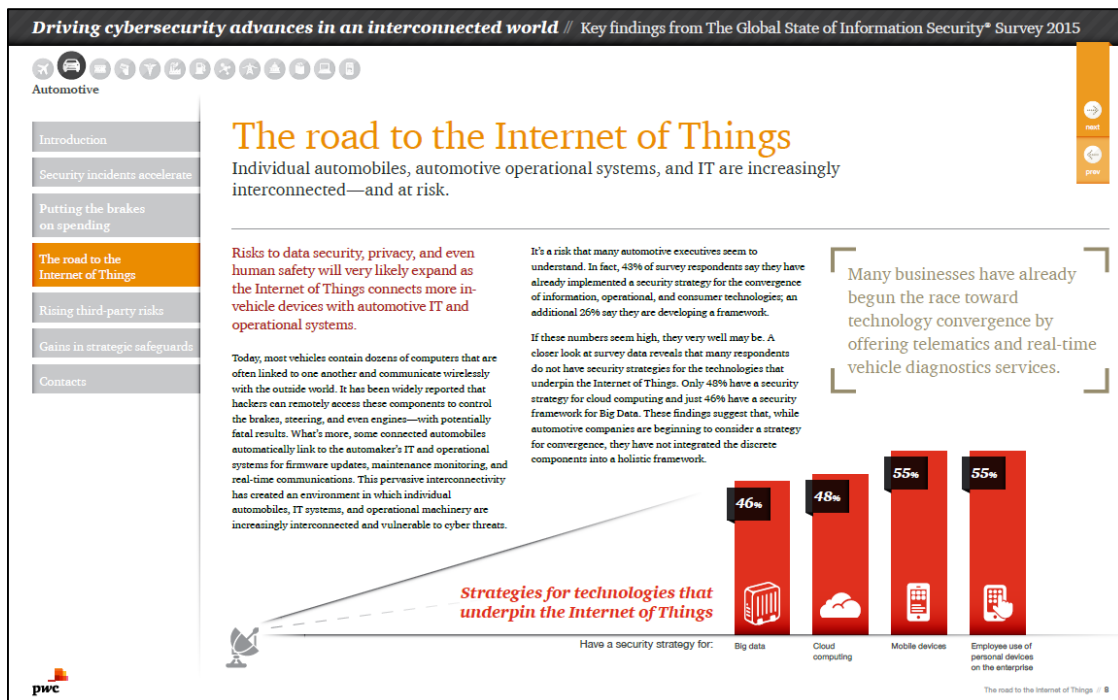 Driving cybersecurity advances in an interconnected world // Key findings from The Global State of Information Security® Survey 2015
Automotive
next
prev
Introduction
Security incidents accelerate
Putting the brakes
on spending
The road to the
Internet of Things
Rising third-party risks
Gains in strategic safeguards
Contacts
The road to the Internet of Things
Individual automobiles, automotive operational systems, and IT are increasingly
interconnected—and at risk.
Risks to data security, privacy, and even
human safety will very likely expand as
the Internet of Things connects more in-
vehicle devices with automotive IT and
operational systems.
Today, most vehicles contain dozens of computers that are
often linked to one another and communicate wirelessly
with the outside world. It has been widely reported that
hackers can remotely access these components to control
the brakes, steering, and even engines—with potentially
fatal results. What's more, some connected automobiles
automatically link to the automaker's IT and operational
systems for firmware updates, maintenance monitoring, and
real-time communications. This pervasive interconnectivity
has created an environment in which individual
automobiles, IT systems, and operational machinery are
increasingly interconnected and vulnerable to cyber threats.
It's a risk that many automotive executives seem to
understand. In fact, 43% of survey respondents say they have
already implemented a security strategy for the convergence
of information, operational, and consumer technologies; an
additional 26% say they are developing a framework.
If these numbers seem high, they very well may be. A
closer look at survey data reveals that many respondents
do not have security strategies for the technologies that
underpin the Internet of Things. Only 48% have a security
strategy for cloud computing and just 46% have a security
framework for Big Data. These findings suggest that, while
automotive companies are beginning to consider a strategy
for convergence, they have not integrated the discrete
components into a holistic framework.
Many businesses have already
begun the race toward
technology convergence by
offering telematics and real-time
vehicle diagnostics services.
46%
48%
55%
55%
Strategies for technologies that
underpin the Internet of Things
Have a security strategy for:
Big data
Cloud
computing
Mobile devices
Employee use of
personal devices
on the enterprise
pwc
The road to the Internet of Things // 8